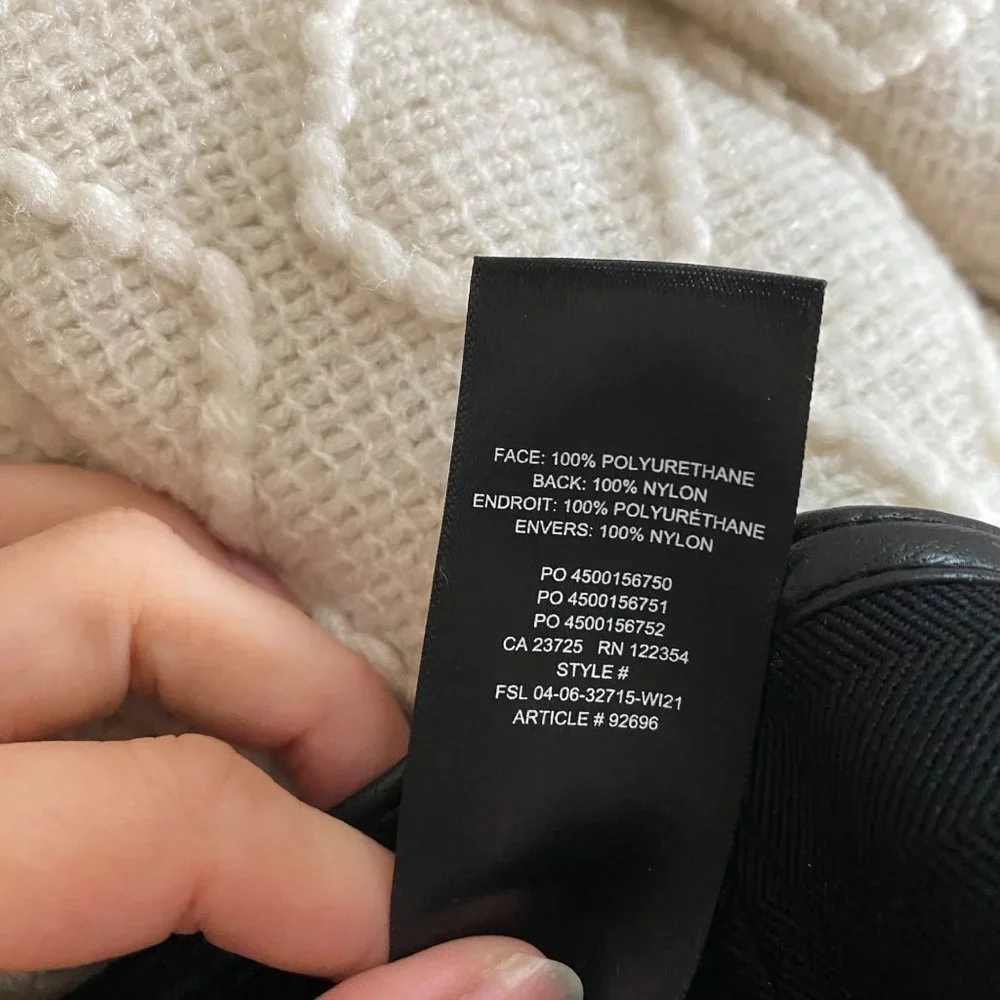 FACE: 100% POLYURETHANE
BACK: 100% NYLON
ENDROIT: 100% POLYURÉTHANE
ENVERS: 100% NYLON
PO 4500156750
PO 4500156751
PO 4500156752
CA 23725 RN 122354
STYLE #
FSL 04-06-32715-WI21
ARTICLE # 92696